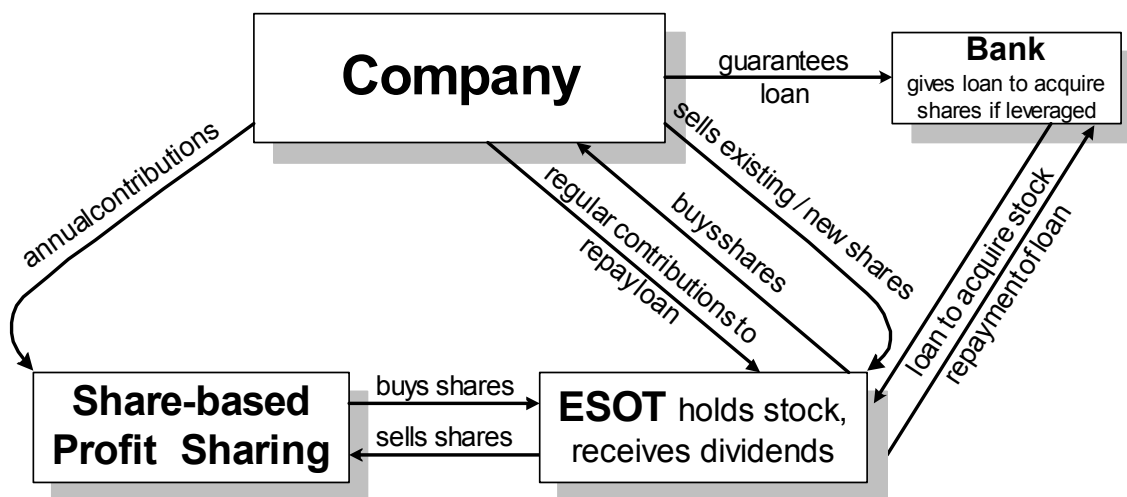 Company
guarantees
loan
Bank
gives loan to acquire
shares if leveraged
annualcontributions
regular contributions to
repayloan
buysshares
sells existing / new shares
loan to acquire stock
repaymentofloan
Share-based
Profit Sharing
buys shares
sells shares
ESOT holds stock,
receives dividends